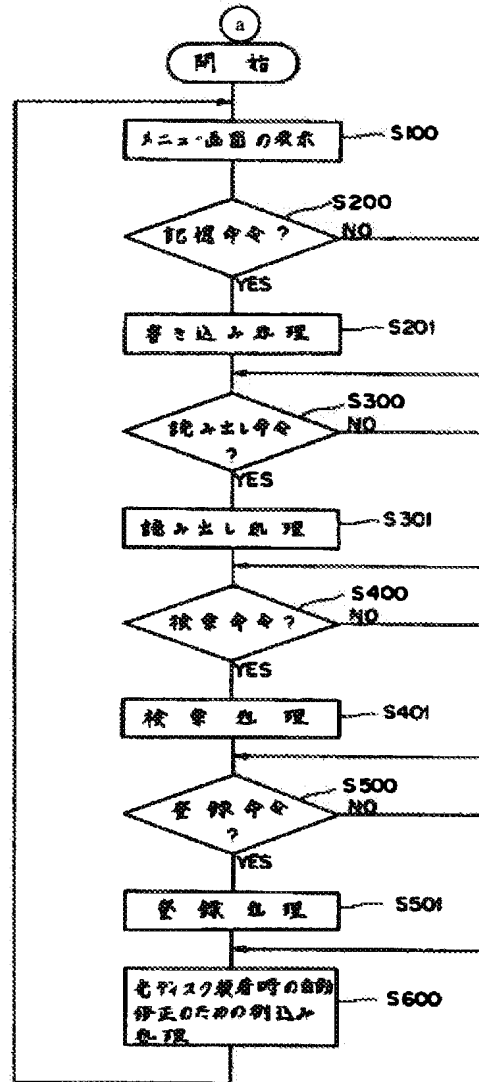 a
開始
メニュー画面の表示
S100
記憶命令?
S200
NO
YES
書き込み処理
S201
読み出し命令
?
S300
NO
YES
読み出し処理
S301
検索命令?
S400
NO
YES
検索処理
S401
登録命令
?
S500
NO
YES
登録処理
S501
光ディスク装着時の自動
修正のための割込み
処理
S600